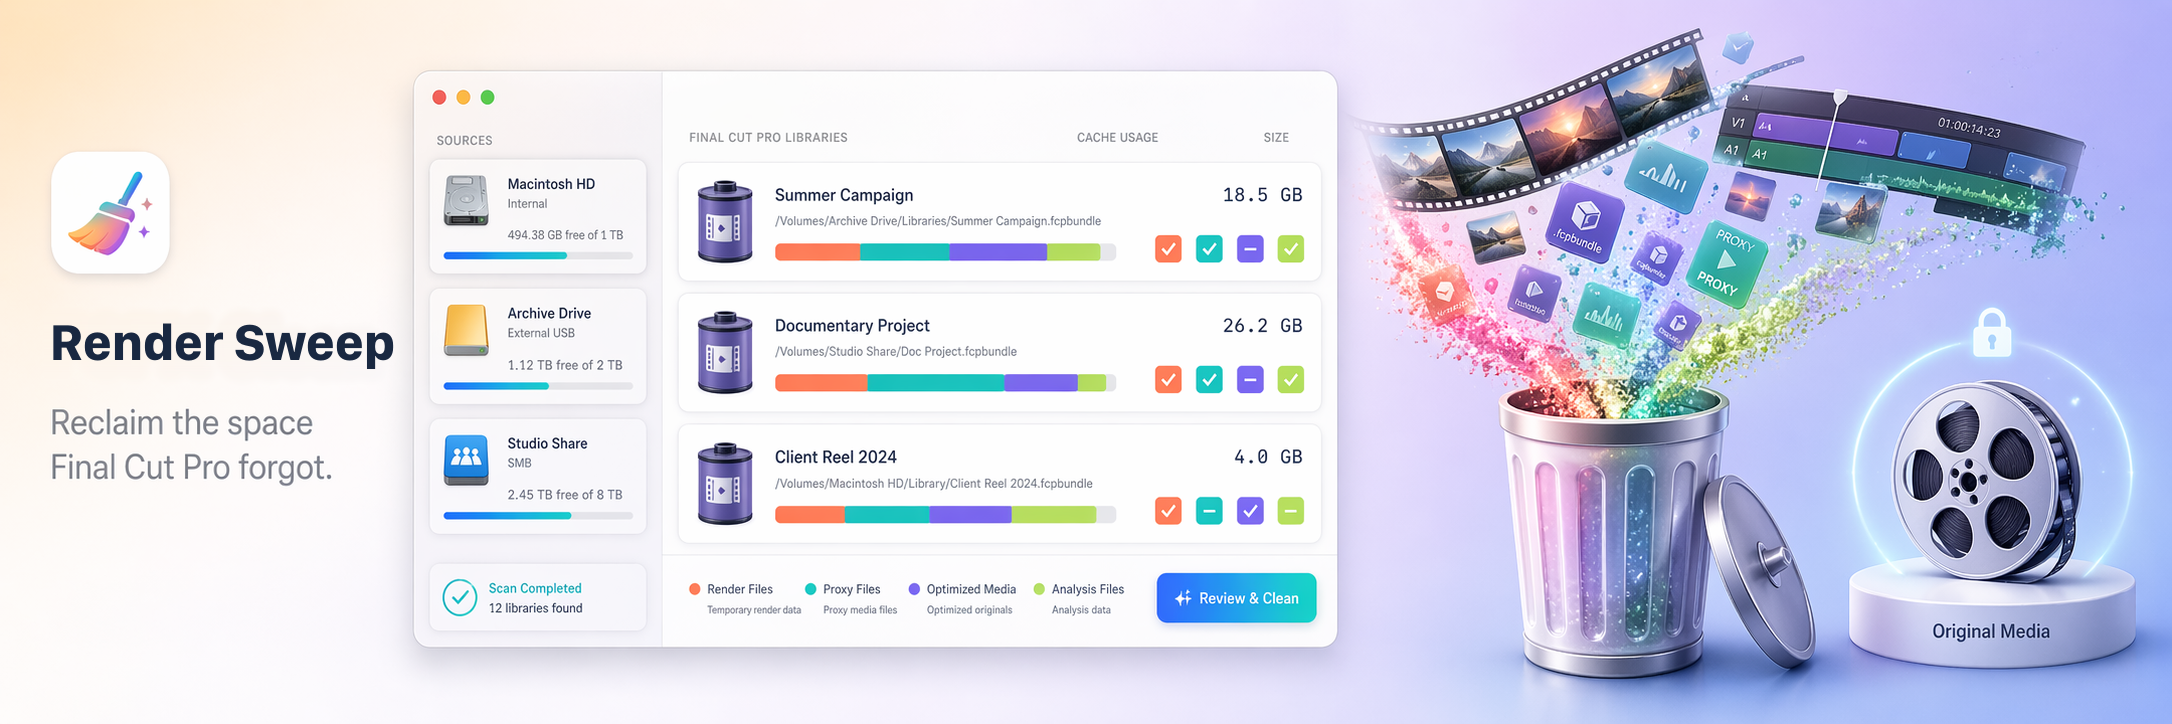 Render Sweep
Reclaim the space
Final Cut Pro forgot.
SOURCES
Macintosh HD
Internal
494.38 GB free of 1 TB
Archive Drive
External USB
1.12 TB free of 2 TB
Studio Share
SMB
2.45 TB free of 8 TB
Scan Completed
12 libraries found
FINAL CUT PRO LIBRARIES CACHE USAGE SIZE
Summer Campaign 18.5 GB
/Volumes/Archive Drive/Libraries/Summer Campaign.fcpbundle
Documentary Project 26.2 GB
/Volumes/Studio Share/Doc Project.fcpbundle
Client Reel 2024 4.0 GB
/Volumes/Macintosh HD/Library/Client Reel 2024.fcpbundle
Render Files Proxy Files Optimized Media Analysis Files
Temporary render data Proxy media files Optimized originals Analysis data
Review & Clean
01:00:14:23
V1
A1 A1
.fcpbundle
PROXY
PROXY
Original Media